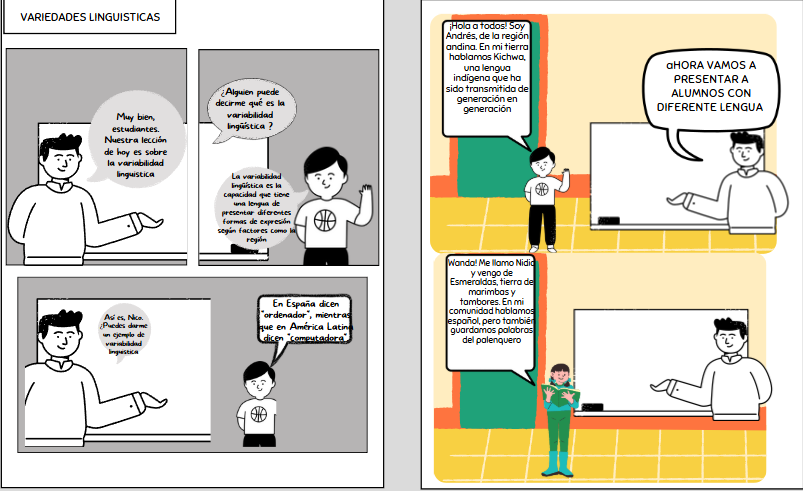 VARIEDADES LINGUISTICAS
Muy bien,
estudiantes.
Nuestra lección
de hoy es sobre
la variabilidad
linguistica
¿Alguien puede
decirme qué es la
variabilidad
lingüística ?
La variabilidad
lingüística es la
capacidad que tiene
una lengua de
presentar diferentes
formas de expresión
según factores como la
región
Así es, Nico.
¿Puedes darme
un ejemplo de
variabilidad
linguistica
En España dicen
"ordenador", mientras
que en América Latina
dicen "computadora"
¡Hola a todos! Soy
Andrés, de la región
andina. En mi tierra
hablamos Kichwa,
una lengua
indígena que ha
sido transmitida de
generación en
generación
aHORA VAMOS A
PRESENTAR A
ALUMNOS CON
DIFERENTE LENGUA
Wanda! Me llamo Nidia
y vengo de
Esmeraldas, tierra de
marimbas y
tambores. En mi
comunidad hablamos
español, pero también
guardamos palabras
del palenquero